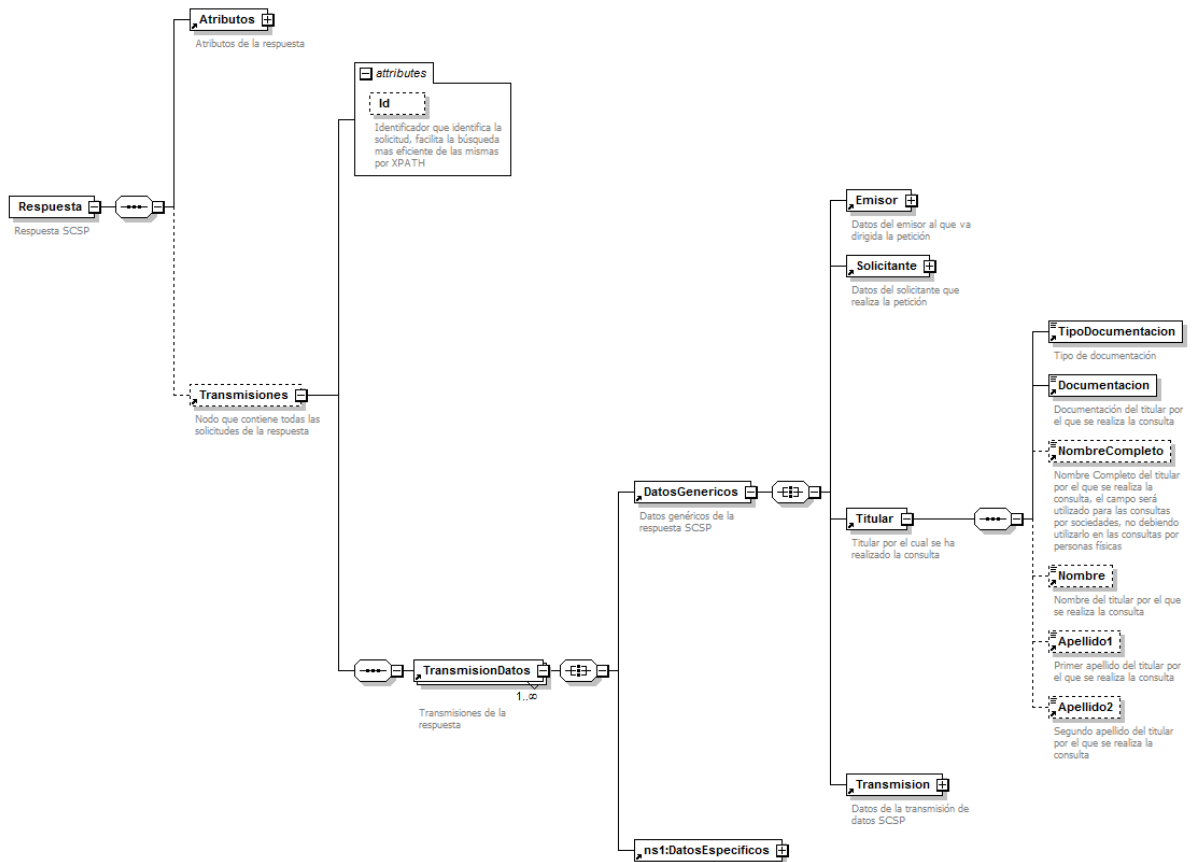 Atributos
Atributos de la respuesta
attributes
Id
Identificador que identifica la
solicitud, facilita la búsqueda
mas eficiente de las mismas
por XPATH
Respuesta
Respuesta SCSP
Transmisiones
Nodo que contiene todas las
solicitudes de la respuesta
Emisor
Datos del emisor al que va
dirigida la petición
Solicitante
Datos del solicitante que
realiza la petición
TipoDocumentacion
Tipo de documentación
Documentacion
Documentación del titular por
el que se realiza la consulta
NombreCompleto
Nombre Completo del titular
por el que se realiza la
consulta, el campo será
utilizado para las consultas
por sociedades, no debiendo
utilizarlo en las consultas por
personas físicas
DatosGenericos
Datos genéricos de la
respuesta SCSP
Titular
Titular por el cual se ha
realizado la consulta
Nombre
Nombre del titular por el que
se realiza la consulta
Apellido1
Primer apellido del titular por
el que se realiza la consulta
Apellido2
Segundo apellido del titular
por el que se realiza la
consulta
TransmisionDatos
1..∞
Transmisiones de la
respuesta
Transmision
Datos de la transmisión de
datos SCSP
ns1:DatosEspecificos